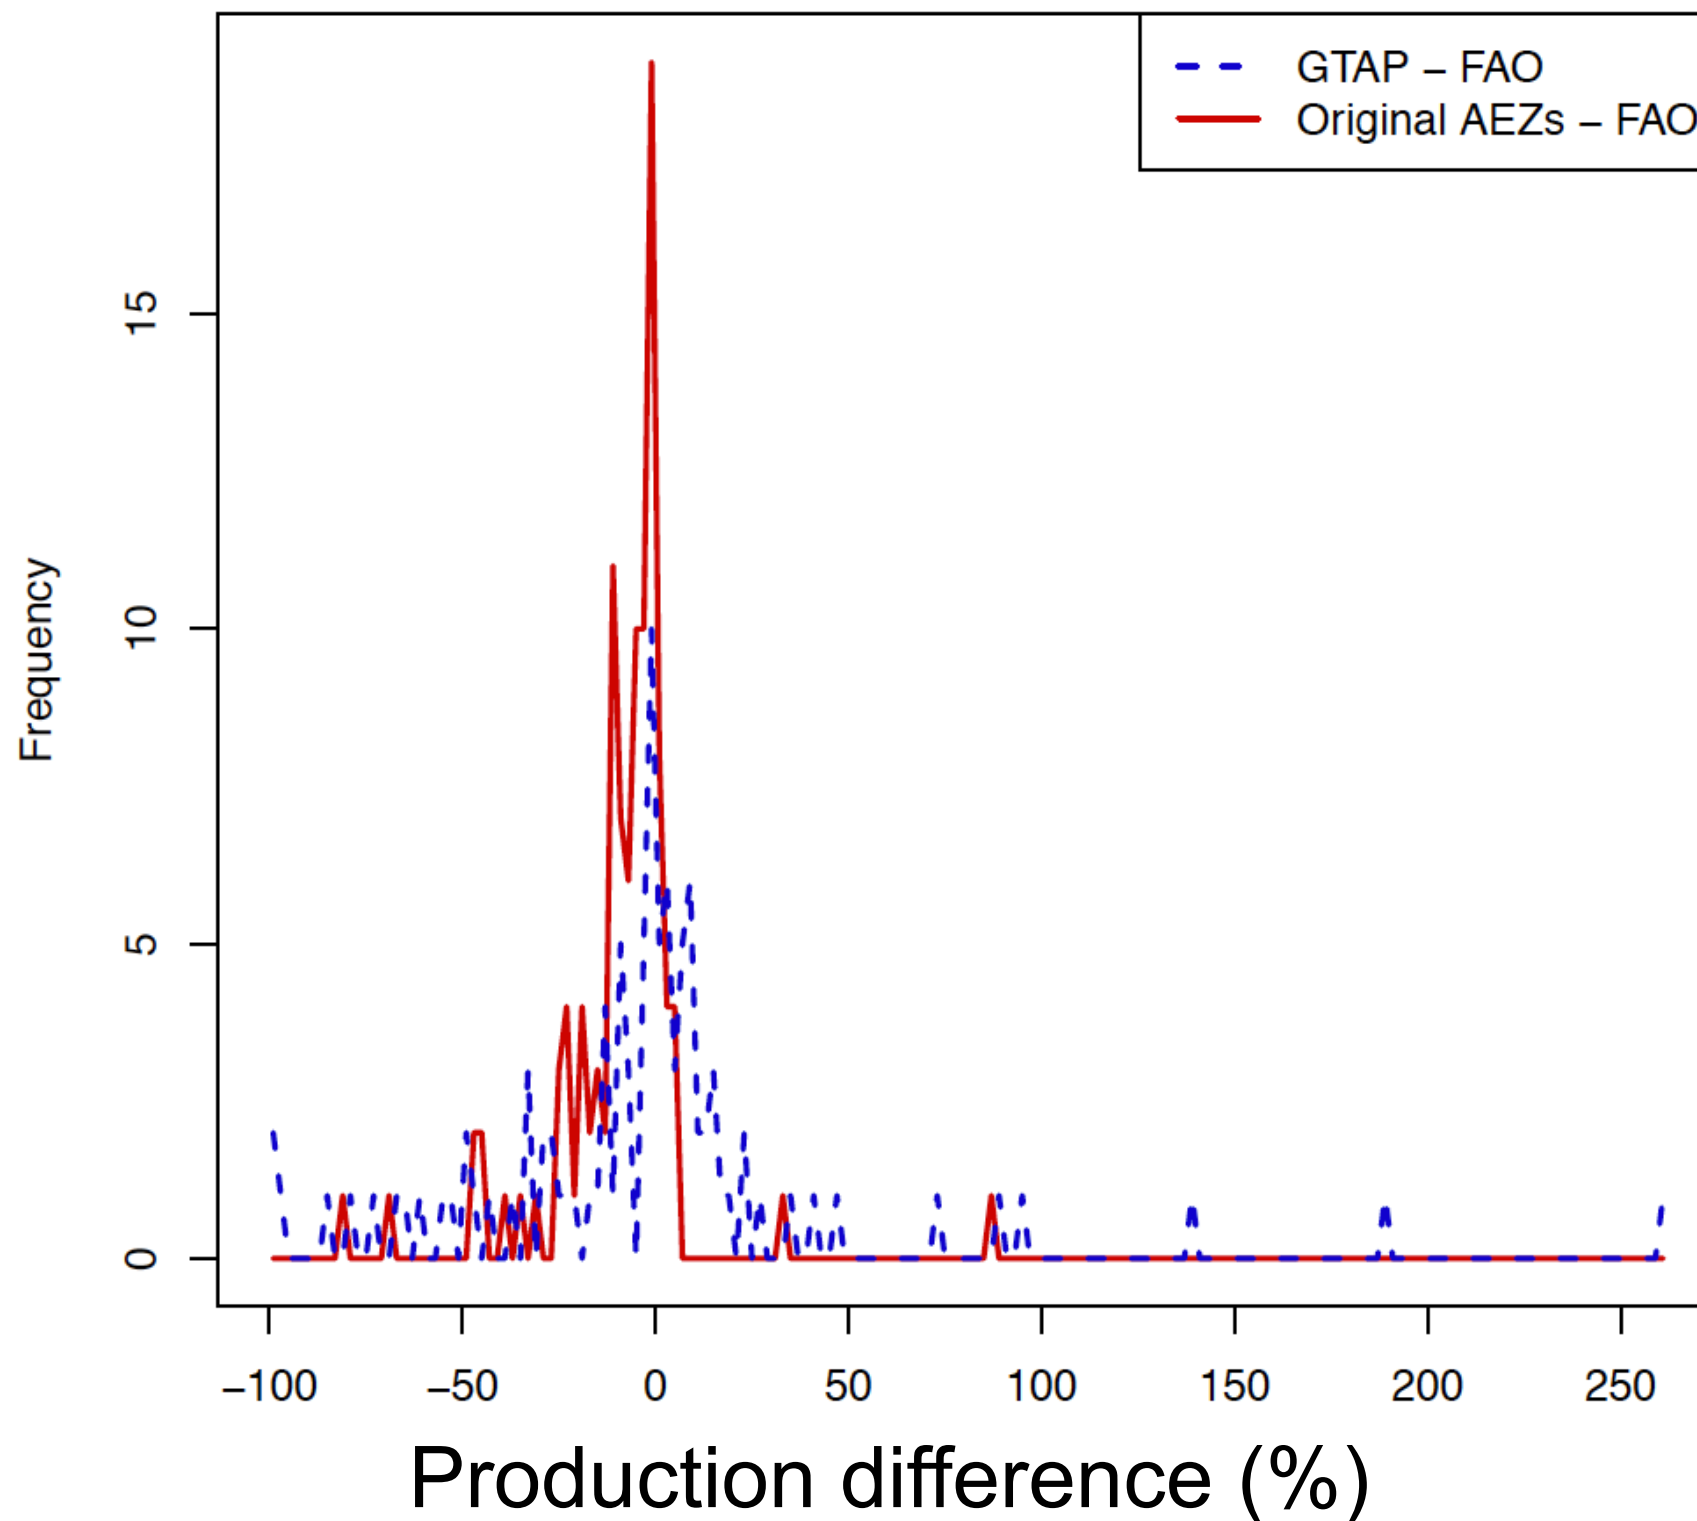 GTAP – FAO
Original AEZs – FAO
15
10
5
0
Frequency
−100 −50 0 50 100 150 200 250
Production difference (%)